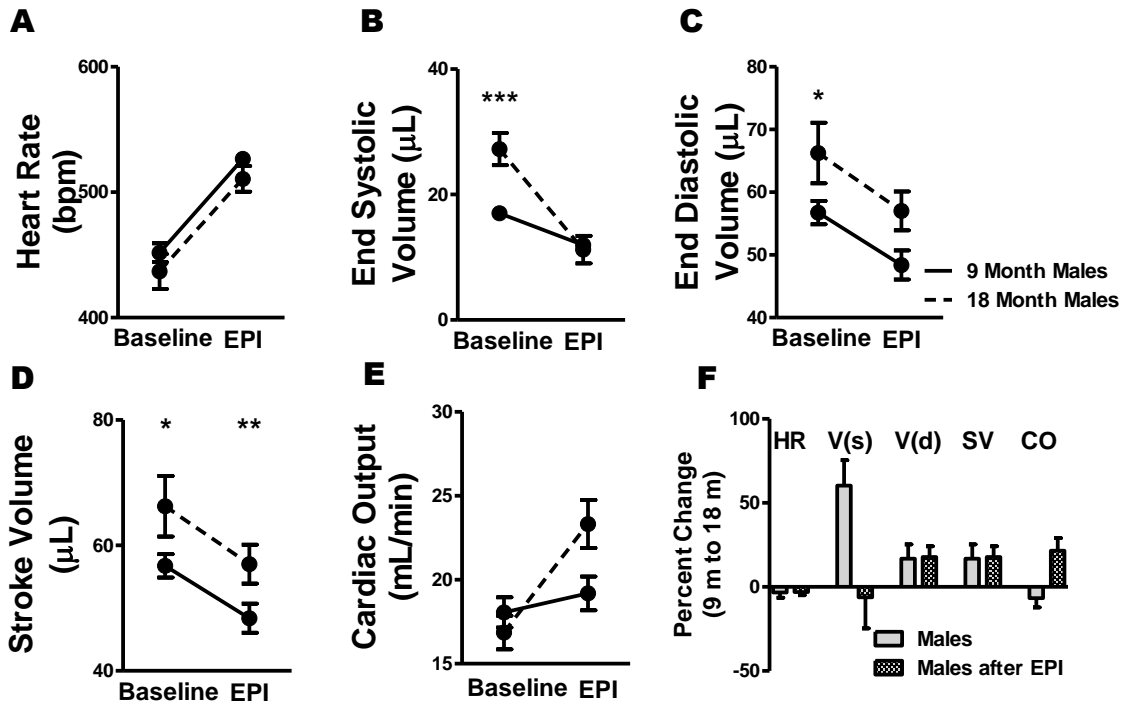 A
Heart Rate
(bpm)
600
500
400
Baseline EPI
B
End Systolic
Volume (μL)
40
20
0
***
Baseline EPI
C
End Diastolic
Volume (μL)
80
70
60
50
40
*
Baseline EPI
9 Month Males
18 Month Males
D
Stroke Volume
(μL)
80
60
40
* **
Baseline EPI
E
Cardiac Output
(mL/min)
30
25
20
15
Baseline EPI
F
Percent Change
(9 m to 18 m)
100
50
0
-50
HR V(s) V(d) SV CO
Males
Males after EPI